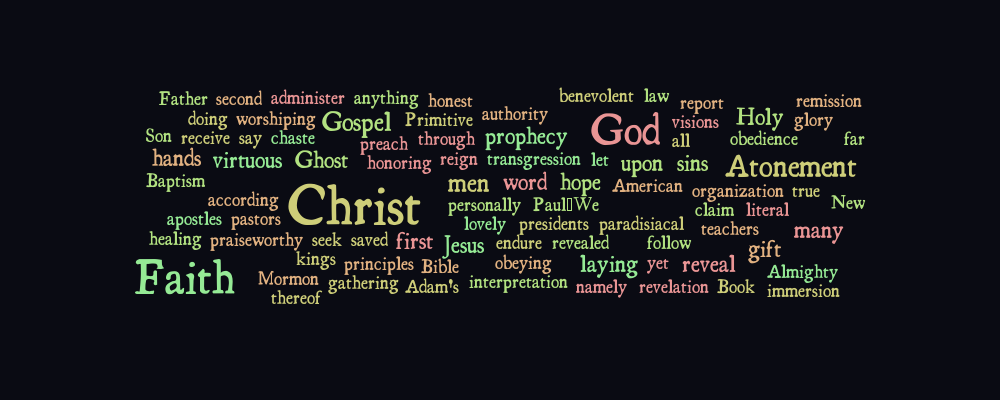 Father second administer anything honest benevolent law report remission
doing worshiping Gospel Primitive authority God visions Holy glory
Son receive say chaste preach through prophecy all obedience far
hands virtuous Ghost honoring reign transgression let upon sins Atonement
Baptism Christ men word hope American organization true New
according personally Paul▯We claim literal
apostles pastors lovely presidents paradisiacal teachers many
healing praiseworthy seek saved first Jesus endure revealed follow gift
Faith kings principles Bible obeying laying yet reveal Almighty
Mormon gathering Adam's interpretation namely revelation Book immersion
thereof